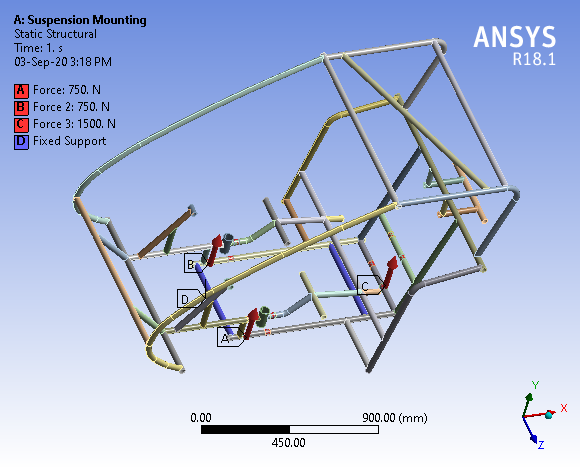 A: Suspension Mounting
Static Structural
Time: 1. s
03-Sep-20 3:18 PM
A Force: 750. N
B Force 2: 750. N
C Force 3: 1500. N
D Fixed Support
ANSYS
R18.1
B
D
C
A
0.00 900.00 (mm)
450.00
Y
X
Z